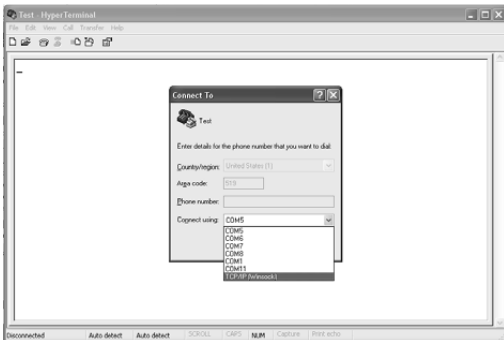 Test - HyperTerminal
File Edit View Call Transfer Help
Connect To
Test
Enter details for the phone number that you want to dial:
Country/region: United States (1)
Area code: 519
Phone number:
Connect using: COM5
COM5
COM6
COM7
COM8
COM1
COM11
TCP/IP (Winsock)
Disconnected Auto detect Auto detect SCROLL CAPS NUM Capture Print echo